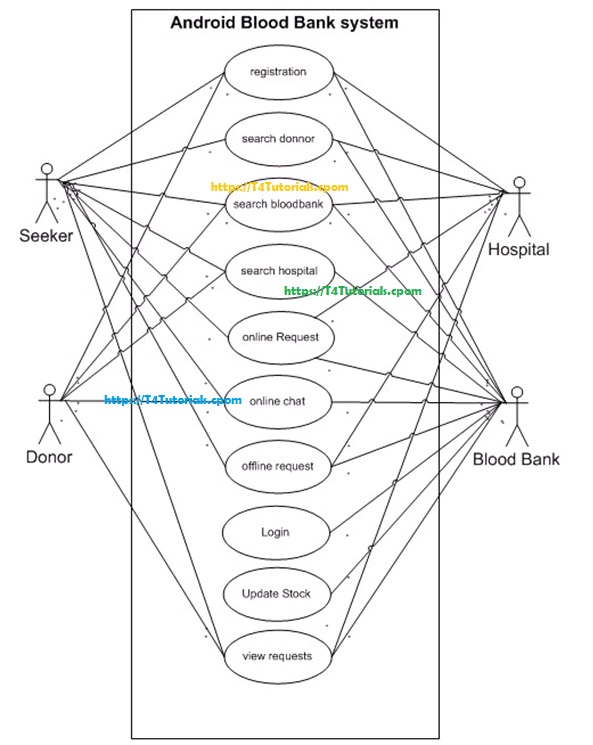 Android Blood Bank system
registration
search donnor
https://T4Tutorials.cpom
search bloodbank
Seeker
Hospital
search hospital
https://T4Tutorials.cpom
online Request
https://T4Tutorials.cpom
online chat
Donor
Blood Bank
offline request
Login
Update Stock
view requests